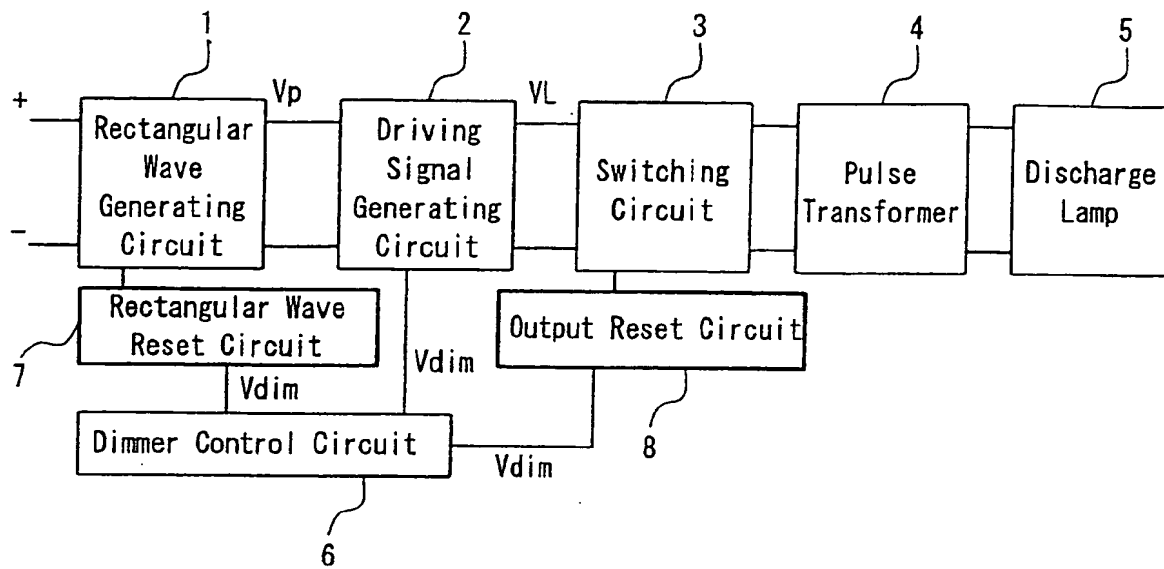 1
2
3
4
5
+
Vp
VL
Rectangular
Wave
Generating
Circuit
Driving
Signal
Generating
Circuit
Switching
Circuit
Pulse
Transformer
Discharge
Lamp
-
Rectangular Wave
Reset Circuit
Output Reset Circuit
7
Vdim
Vdim
8
Dimmer Control Circuit
Vdim
6